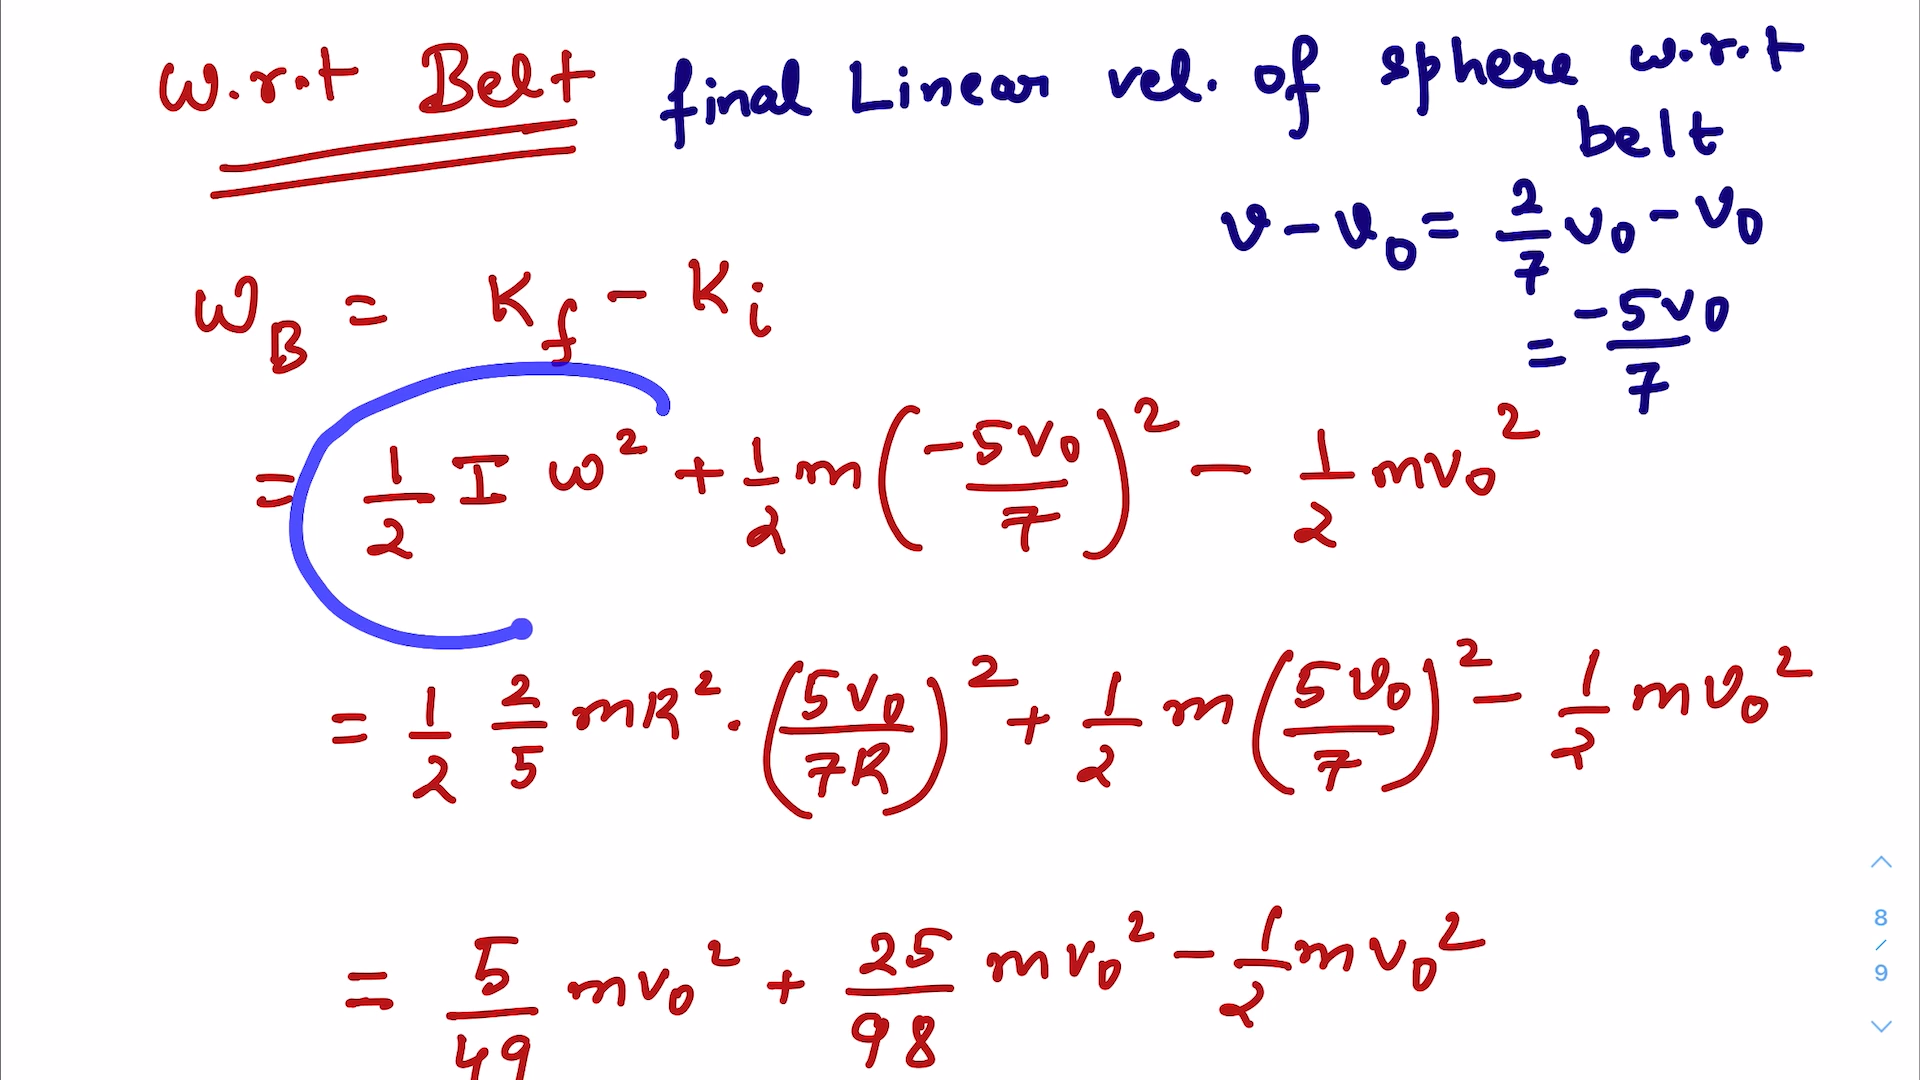 w.r.t Belt final Linear vel. of sphere w.r.t
belt
v - v₀ = 2/7 v₀ - v₀
= -5v₀/7
W_B = K_f - K_i
= 1/2 I ω² + 1/2 m (-5v₀/7)² - 1/2 mv₀²
= 1/2 2/5 mR² . (5v₀/7R)² + 1/2 m (5v₀/7)² - 1/2 mv₀²
= 5/49 mv₀² + 25/98 mv₀² - 1/2 mv₀²
8
/
9